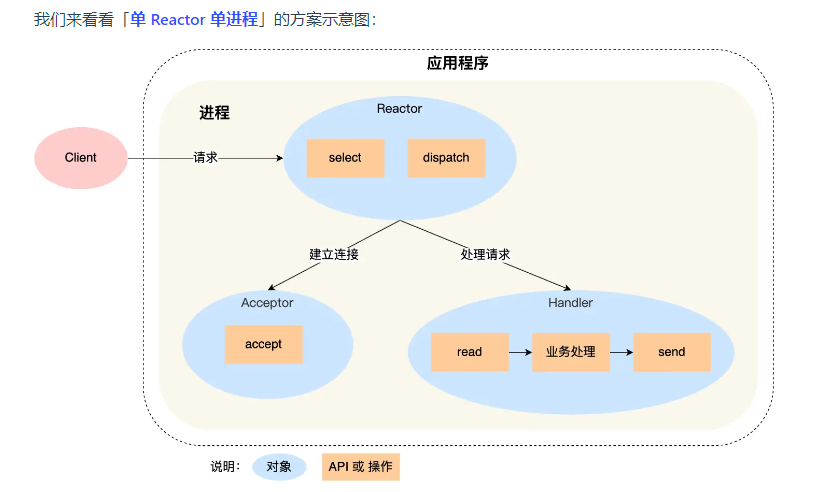 我们来看看「单 Reactor 单进程」的方案示意图：
应用程序
进程
Reactor
select
dispatch
Client
请求
建立连接
处理请求
Acceptor
accept
Handler
read
业务处理
send
说明：
对象
API 或 操作